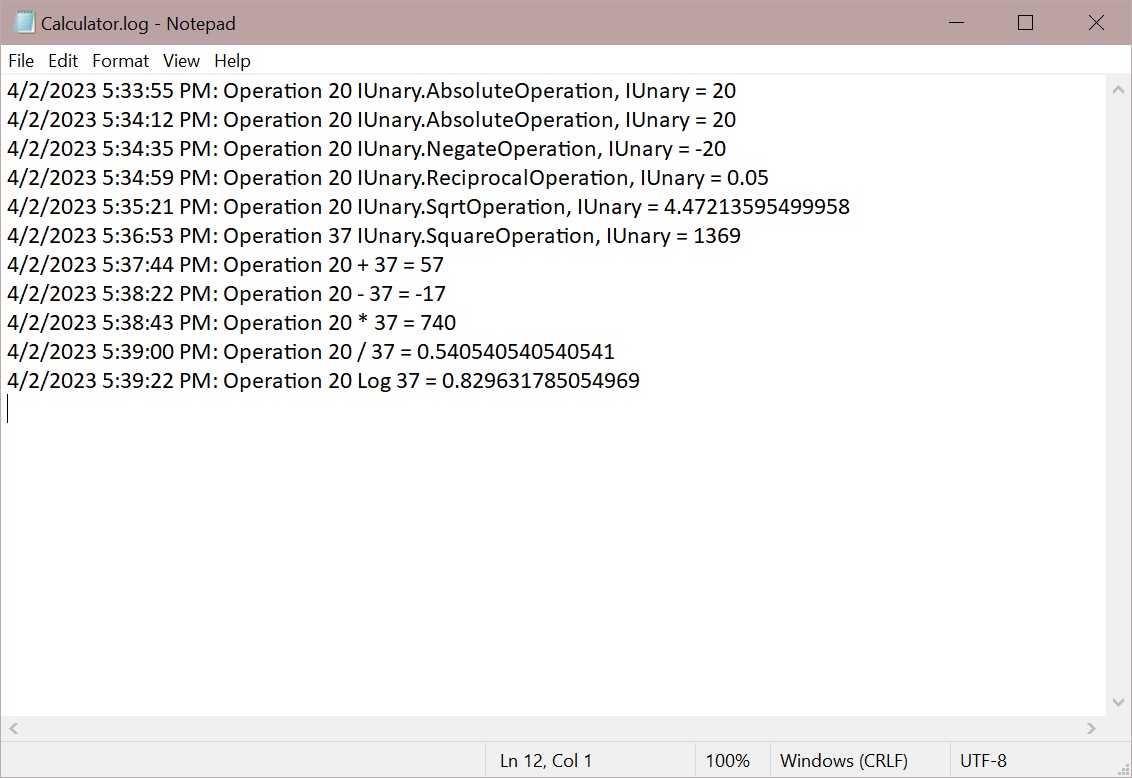 Calculator.log - Notepad
File Edit Format View Help
4/2/2023 5:33:55 PM: Operation 20 IUnary.AbsoluteOperation, IUnary = 20
4/2/2023 5:34:12 PM: Operation 20 IUnary.AbsoluteOperation, IUnary = 20
4/2/2023 5:34:35 PM: Operation 20 IUnary.NegateOperation, IUnary = -20
4/2/2023 5:34:59 PM: Operation 20 IUnary.ReciprocalOperation, IUnary = 0.05
4/2/2023 5:35:21 PM: Operation 20 IUnary.SqrtOperation, IUnary = 4.47213595499958
4/2/2023 5:36:53 PM: Operation 37 IUnary.SquareOperation, IUnary = 1369
4/2/2023 5:37:44 PM: Operation 20 + 37 = 57
4/2/2023 5:38:22 PM: Operation 20 - 37 = -17
4/2/2023 5:38:43 PM: Operation 20 * 37 = 740
4/2/2023 5:39:00 PM: Operation 20 / 37 = 0.540540540540541
4/2/2023 5:39:22 PM: Operation 20 Log 37 = 0.829631785054969
Ln 12, Col 1 100% Windows (CRLF) UTF-8